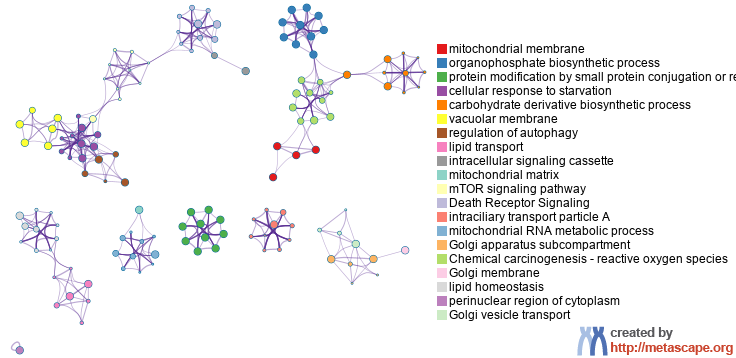 mitochondrial membrane
organophosphate biosynthetic process
protein modification by small protein conjugation or re
cellular response to starvation
carbohydrate derivative biosynthetic process
vacuolar membrane
regulation of autophagy
lipid transport
intracellular signaling cassette
mitochondrial matrix
mTOR signaling pathway
Death Receptor Signaling
intraciliary transport particle A
mitochondrial RNA metabolic process
Golgi apparatus subcompartment
Chemical carcinogenesis - reactive oxygen species
Golgi membrane
lipid homeostasis
perinuclear region of cytoplasm
Golgi vesicle transport
created by
http://metascape.org